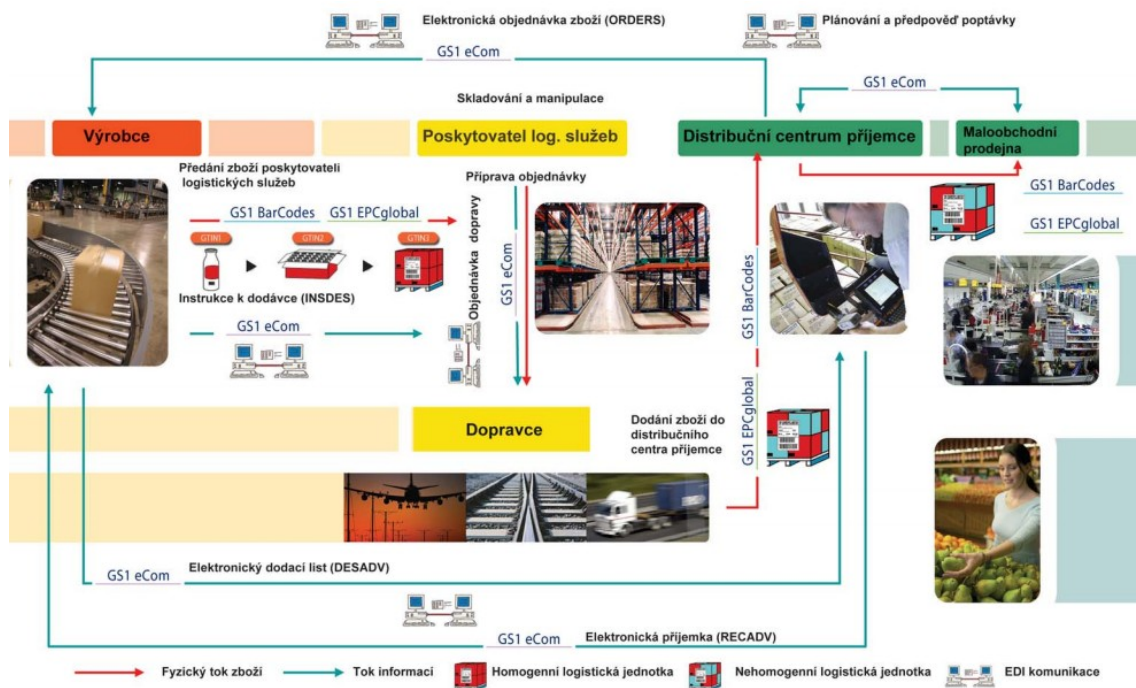 Elektronická objednávka zboží (ORDERS)
Plánování a předpověď poptávky
GS1 eCom
GS1 eCom
Skladování a manipulace
Výrobce
Poskytovatel log. služeb
Distribuční centrum příjemce
Maloobchodní
prodejna
Předání zboží poskytovateli
logistických služeb
Příprava objednávky
GS1 BarCodes
GS1 EPCglobal
GTIN1
GTIN2
GTIN3
Instrukce k dodávce (INSDES)
GS1 eCom
Objednávka dopravy
GS1 eCom
GS1 BarCodes
GS1 EPCglobal
GS1 BarCodes
GS1 EPCglobal
Dopravce
Dodání zboží do
distribučního
centra příjemce
Elektronický dodací list (DESADV)
GS1 eCom
Elektronická příjemka (RECADV)
GS1 eCom
Fyzický tok zboží
Tok informací
Homogenní logistická jednotka
Nehomogenní logistická jednotka
EDI komunikace